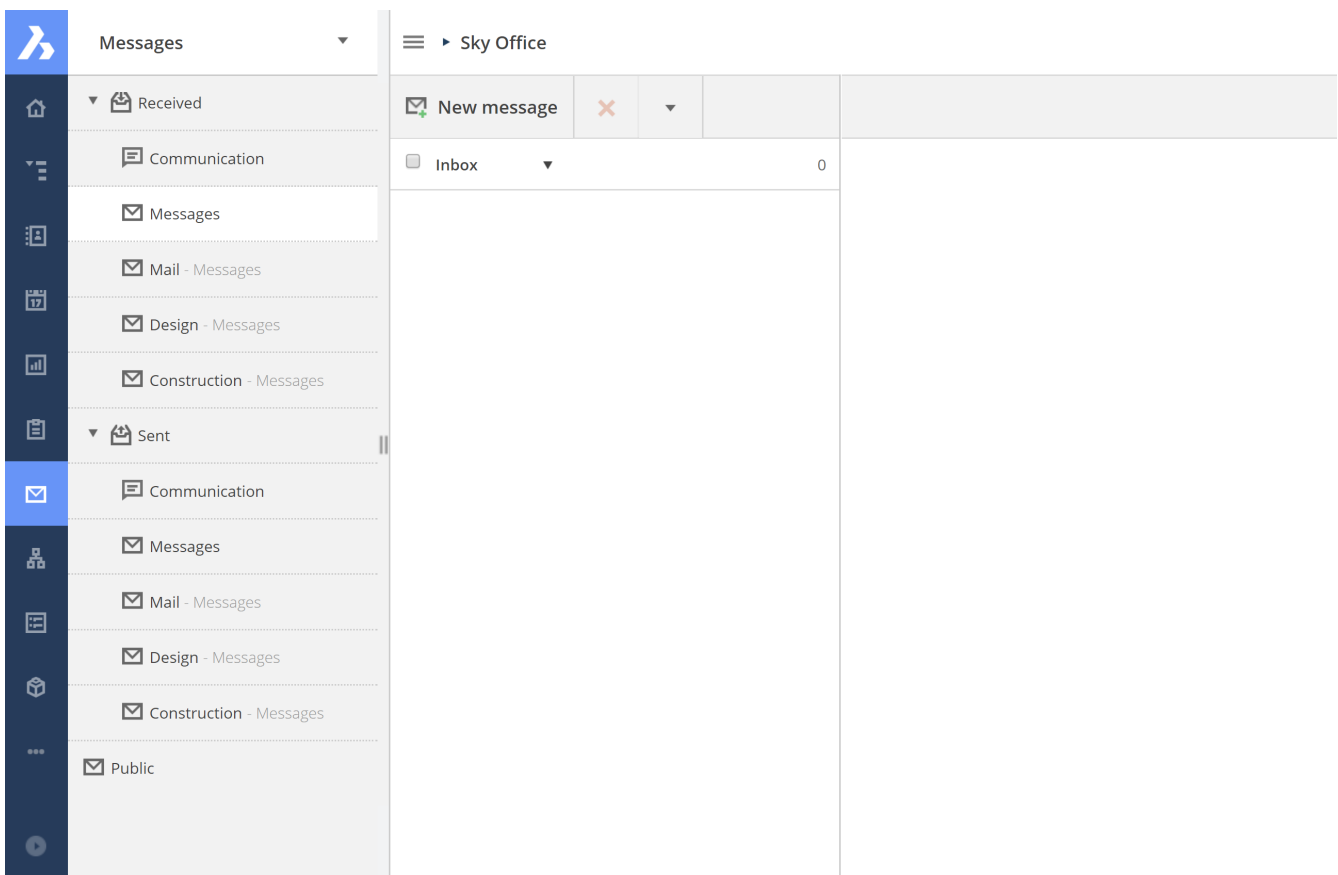 Messages
Sky Office
Received
New message
Communication
Inbox
0
Messages
Mail - Messages
17
Design - Messages
Construction - Messages
Sent
Communication
Messages
Mail - Messages
Design - Messages
Construction - Messages
Public